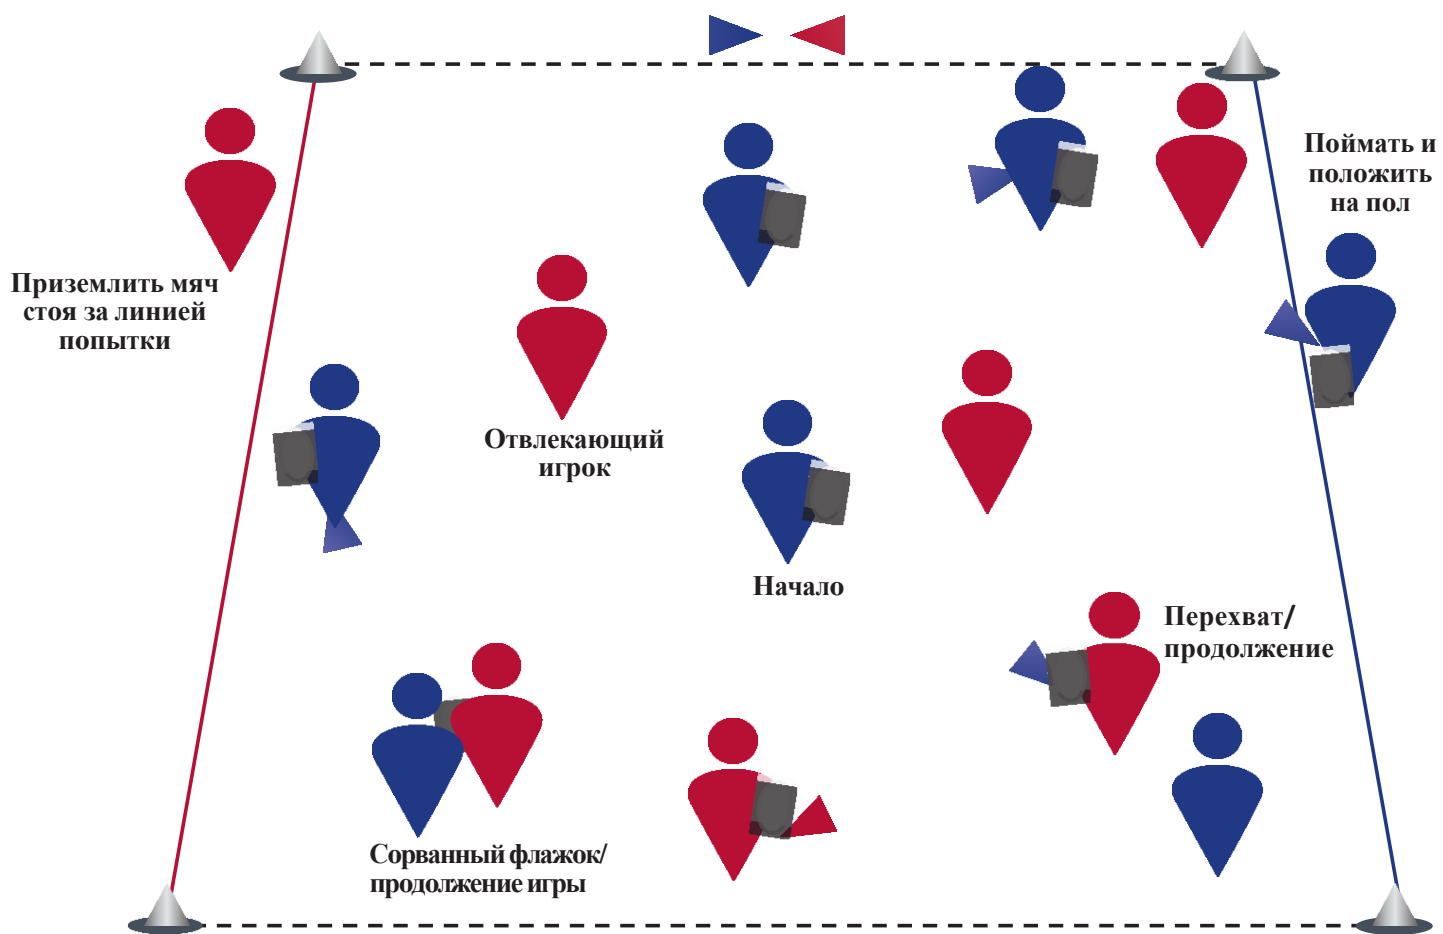 Поймать и
положить
на пол
Приземлить мяч
стоя за линией
попытки
Отвлекающий
игрок
Начало
Перехват/
продолжение
Сорванный флажок/
продолжение игры